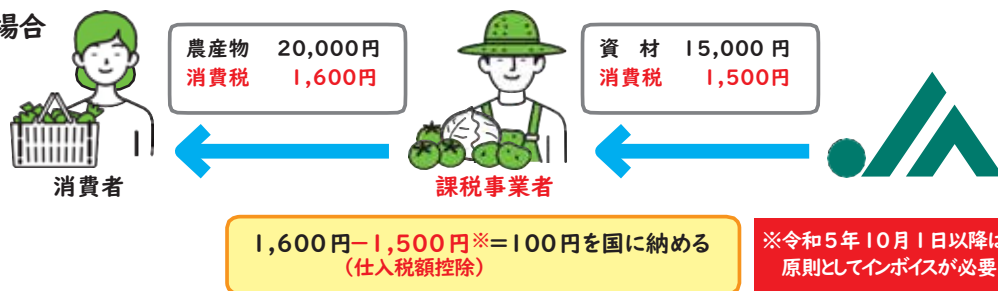 場合
農産物 20,000円
消費税 1,600円
資 材 15,000円
消費税 1,500円
消費者
課税事業者
1,600円−1,500円※=100円を国に納める
(仕入税額控除)
※令和5年10月1日以降は
原則としてインボイスが必要